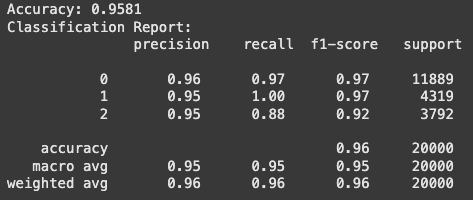 Accuracy: 0.9581
Classification Report:
precision recall f1-score support
0 0.96 0.97 0.97 11889
1 0.95 1.00 0.97 4319
2 0.95 0.88 0.92 3792
accuracy 0.96 20000
macro avg 0.95 0.95 0.95 20000
weighted avg 0.96 0.96 0.96 20000